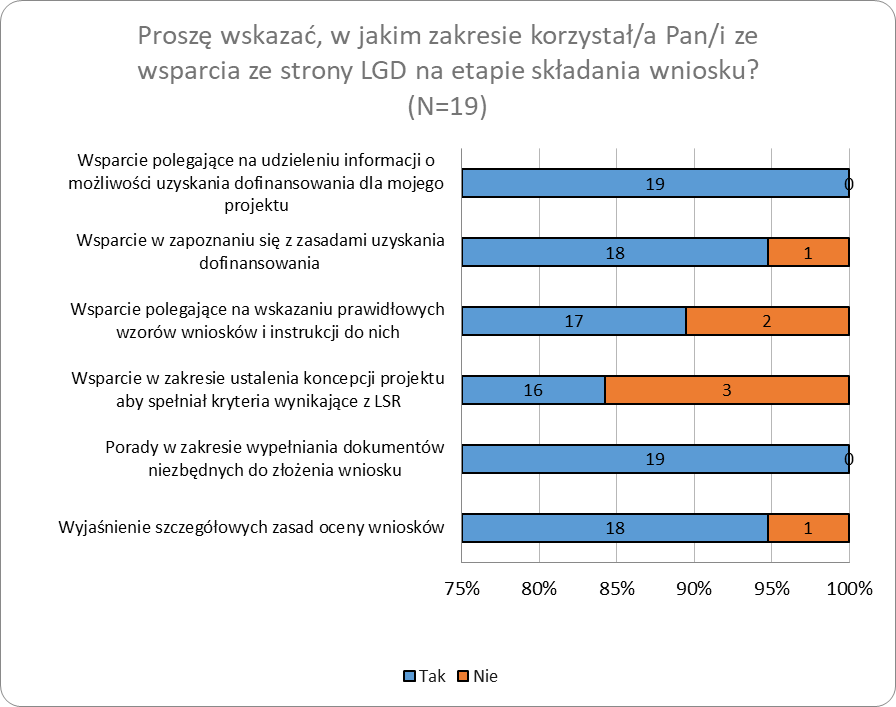 Proszę wskazać, w jakim zakresie korzystał/a Pan/i ze
wsparcia ze strony LGD na etapie składania wniosku?
(N=19)
Wsparcie polegające na udzieleniu informacji o
możliwości uzyskania dofinansowania dla mojego
projektu
19
0
Wsparcie w zapoznaniu się z zasadami uzyskania
dofinansowania
18
1
Wsparcie polegające na wskazaniu prawidłowych
wzorów wniosków i instrukcji do nich
17
2
Wsparcie w zakresie ustalenia koncepcji projektu
aby spełniał kryteria wynikające z LSR
16
3
Porady w zakresie wypełniania dokumentów
niezbędnych do złożenia wniosku
19
0
Wyjaśnienie szczegółowych zasad oceny wniosków
18
1
75% 80% 85% 90% 95% 100%
Tak Nie